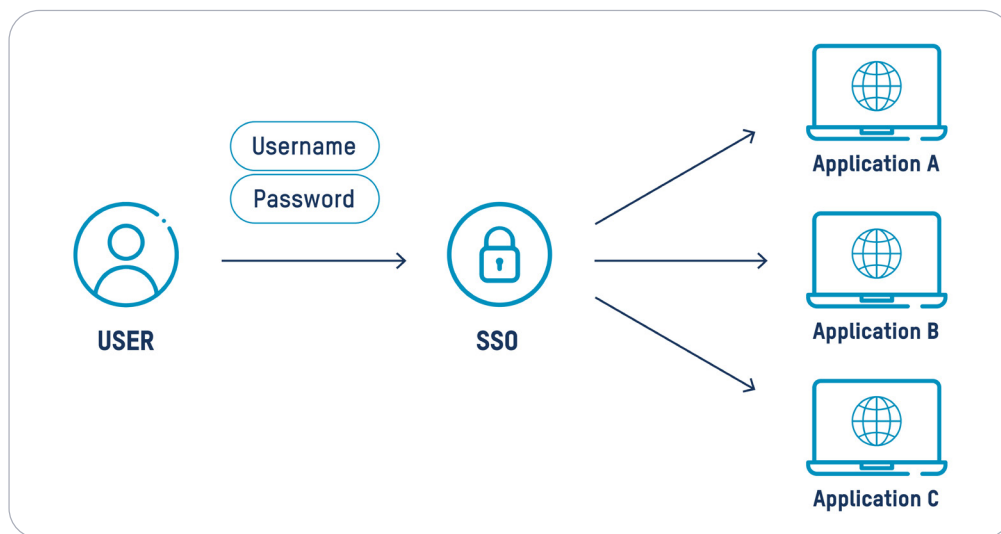 Username
Password
USER
SSO
Application A
Application B
Application C